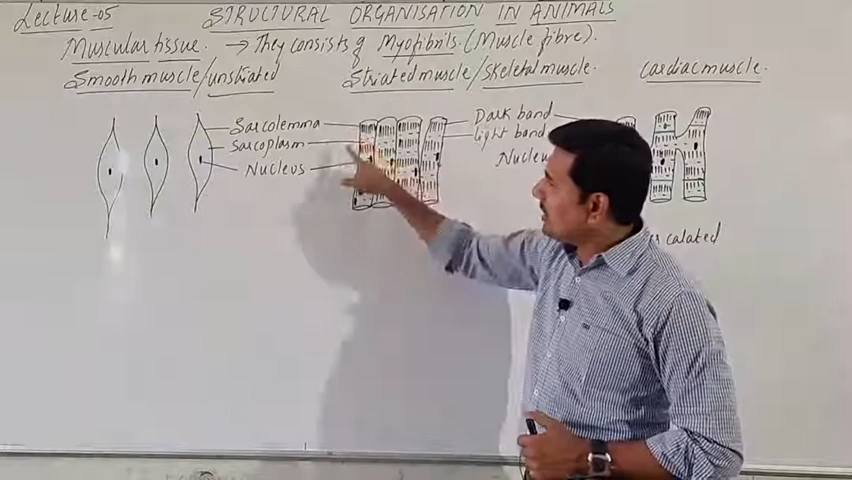 Lecture-05 STRUCTURAL ORGANISATION IN ANIMALS
Muscular tissue. → They consists of Myofibrils. (Muscle fibre).
Smooth muscle/unstriated Striated muscle/skeletal muscle. Cardiac muscle.
Sarcolemma Dark band
Sarcoplasm light band
Nucleus Nucleus
calated